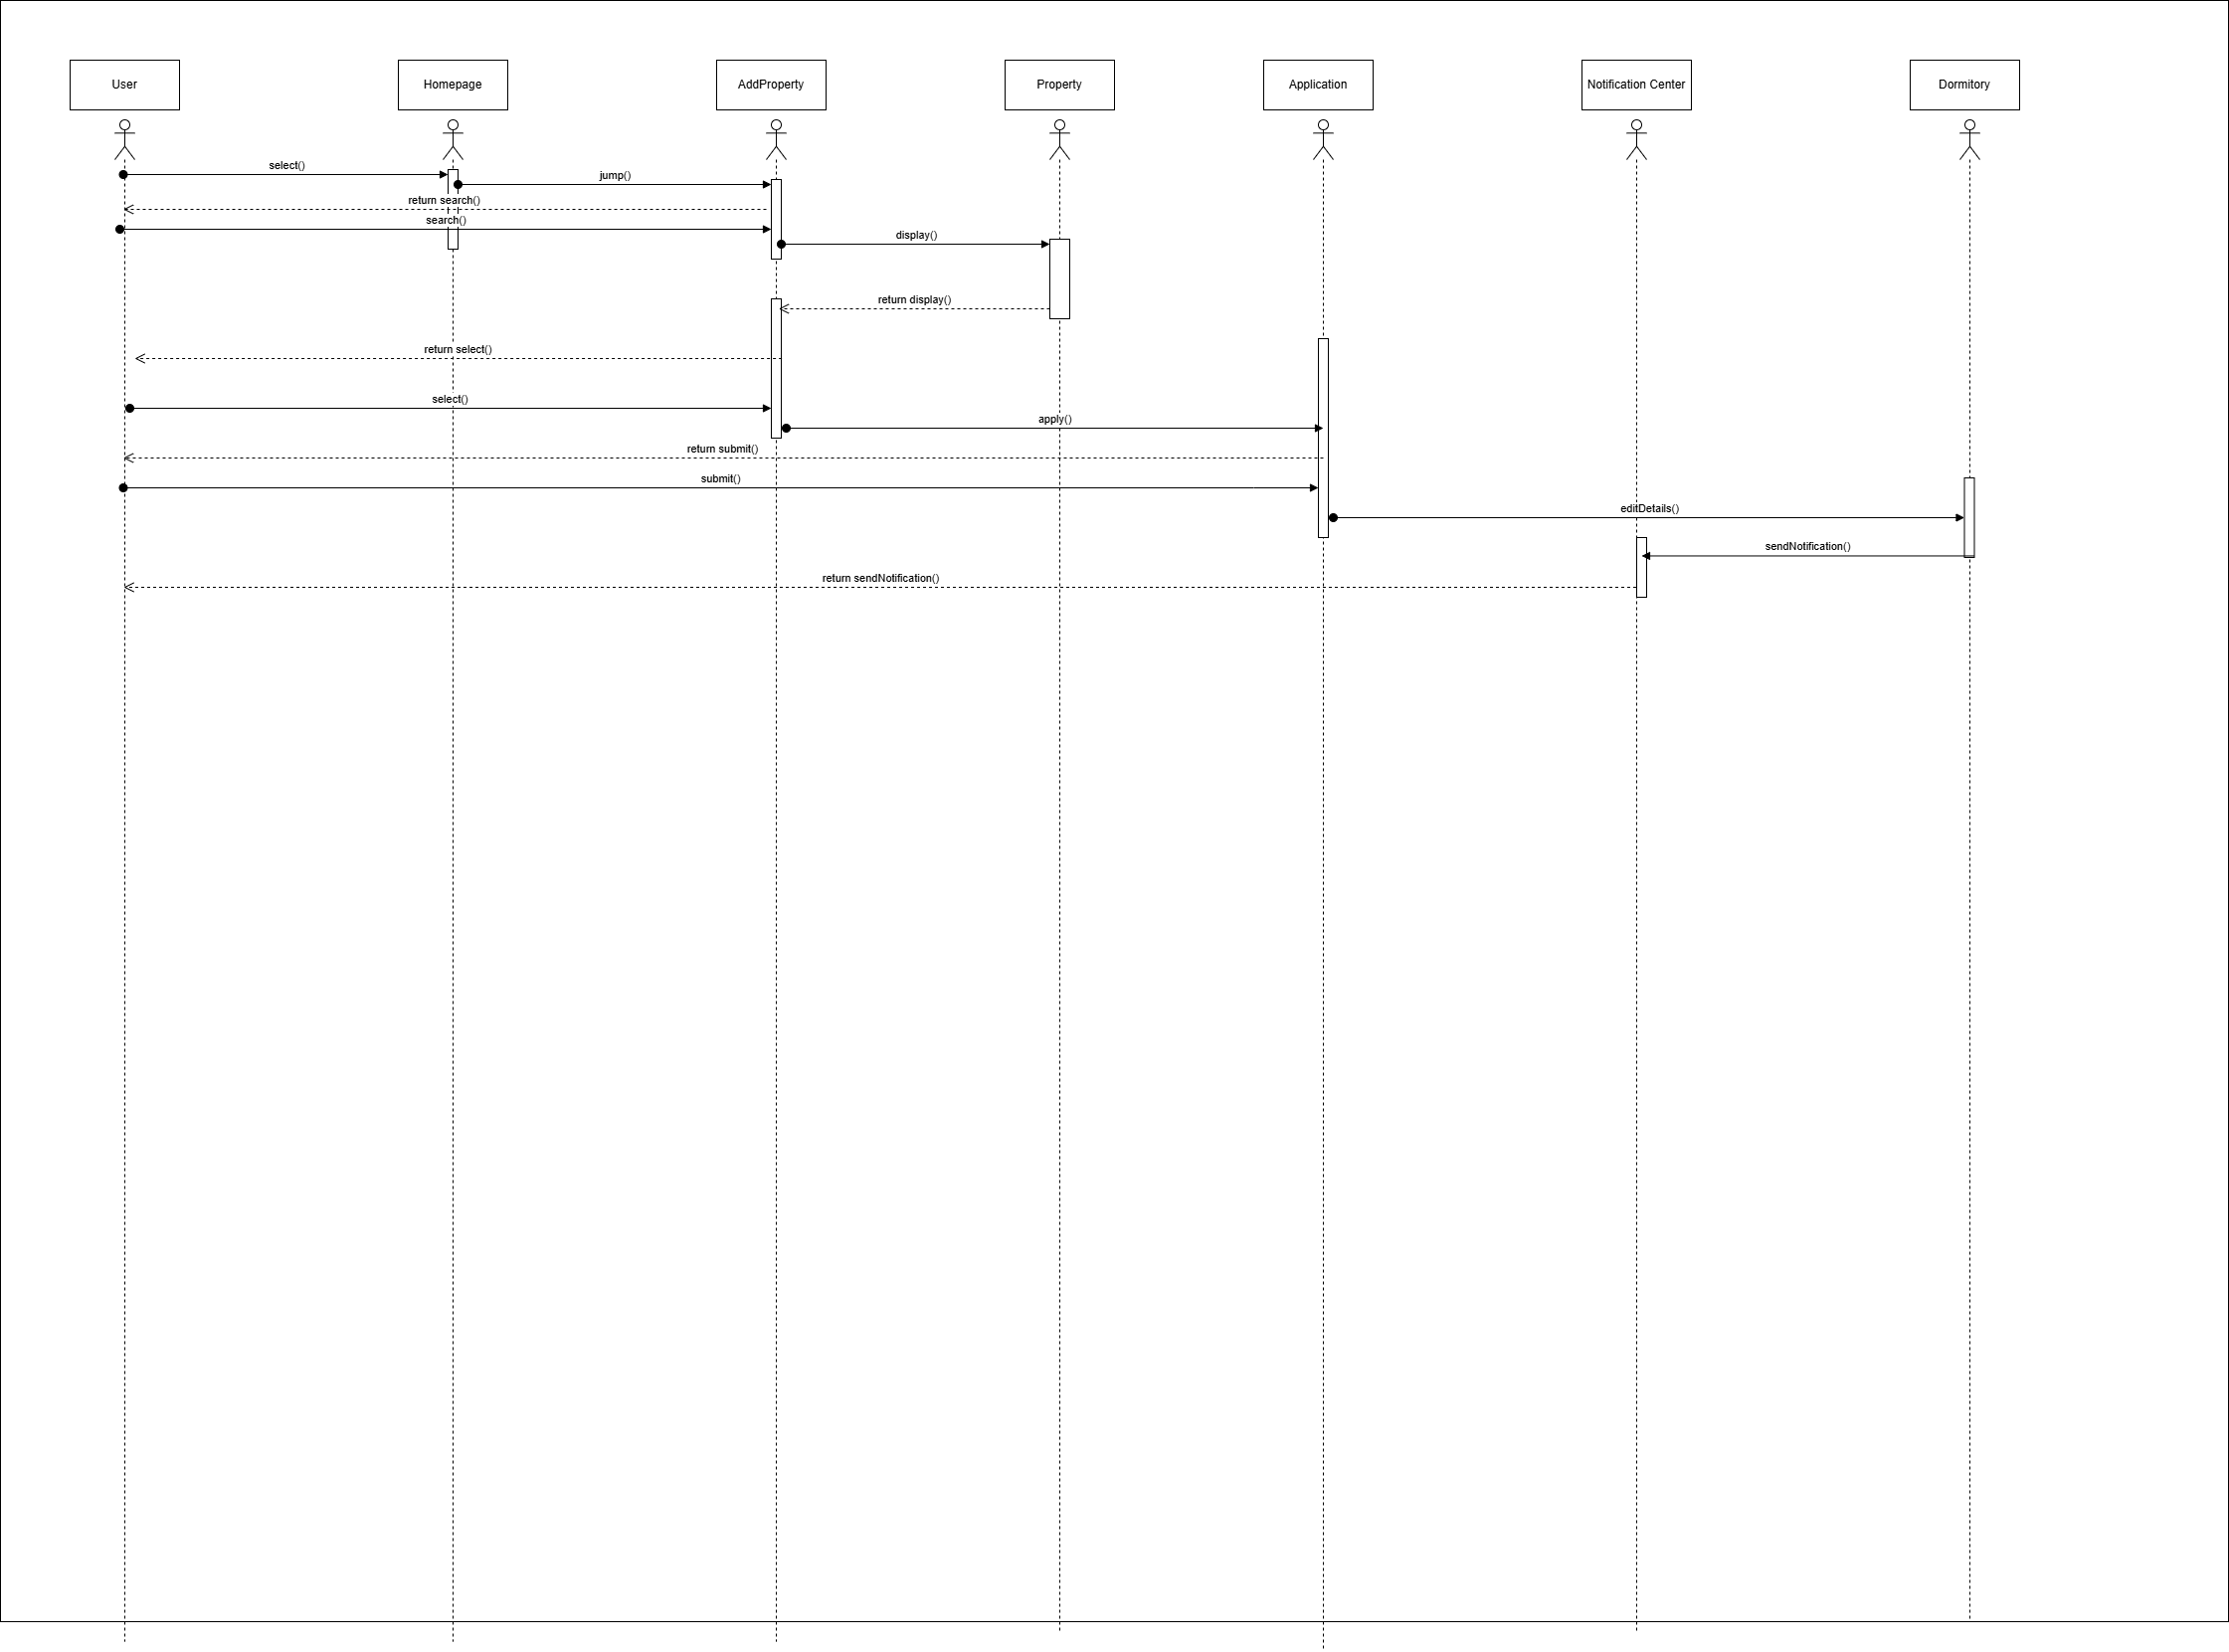 User
Homepage
AddProperty
Property
Application
Notification Center
Dormitory
select()
jump()
return search()
search()
display()
return display()
return select()
select()
apply()
return submit()
submit()
editDetails()
sendNotification()
return sendNotification()